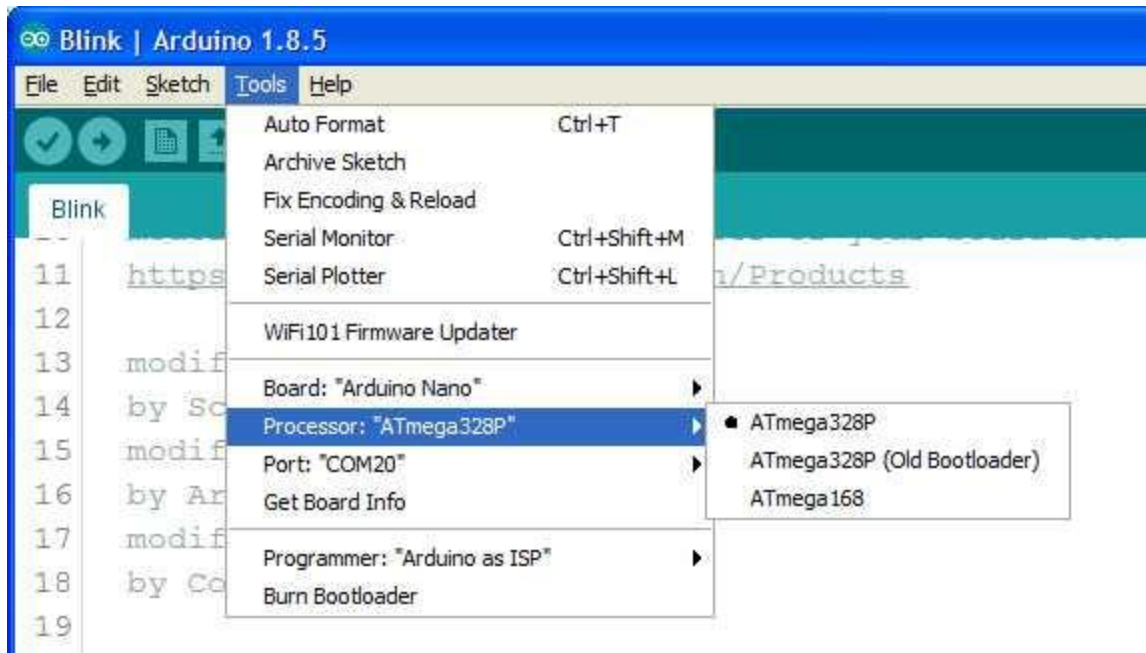 Blink | Arduino 1.8.5
File Edit Sketch Tools Help
Auto Format Ctrl+T
Archive Sketch
Fix Encoding & Reload
Serial Monitor Ctrl+Shift+M
Serial Plotter Ctrl+Shift+L
WiFi101 Firmware Updater
Board: "Arduino Nano"
Processor: "ATmega328P"
Port: "COM20"
Get Board Info
Programmer: "Arduino as ISP"
Burn Bootloader
ATmega328P
ATmega328P (Old Bootloader)
ATmega168
Blink
11 https /Products
12
13 modif
14 by Sc
15 modif
16 by Ar
17 modif
18 by Co
19